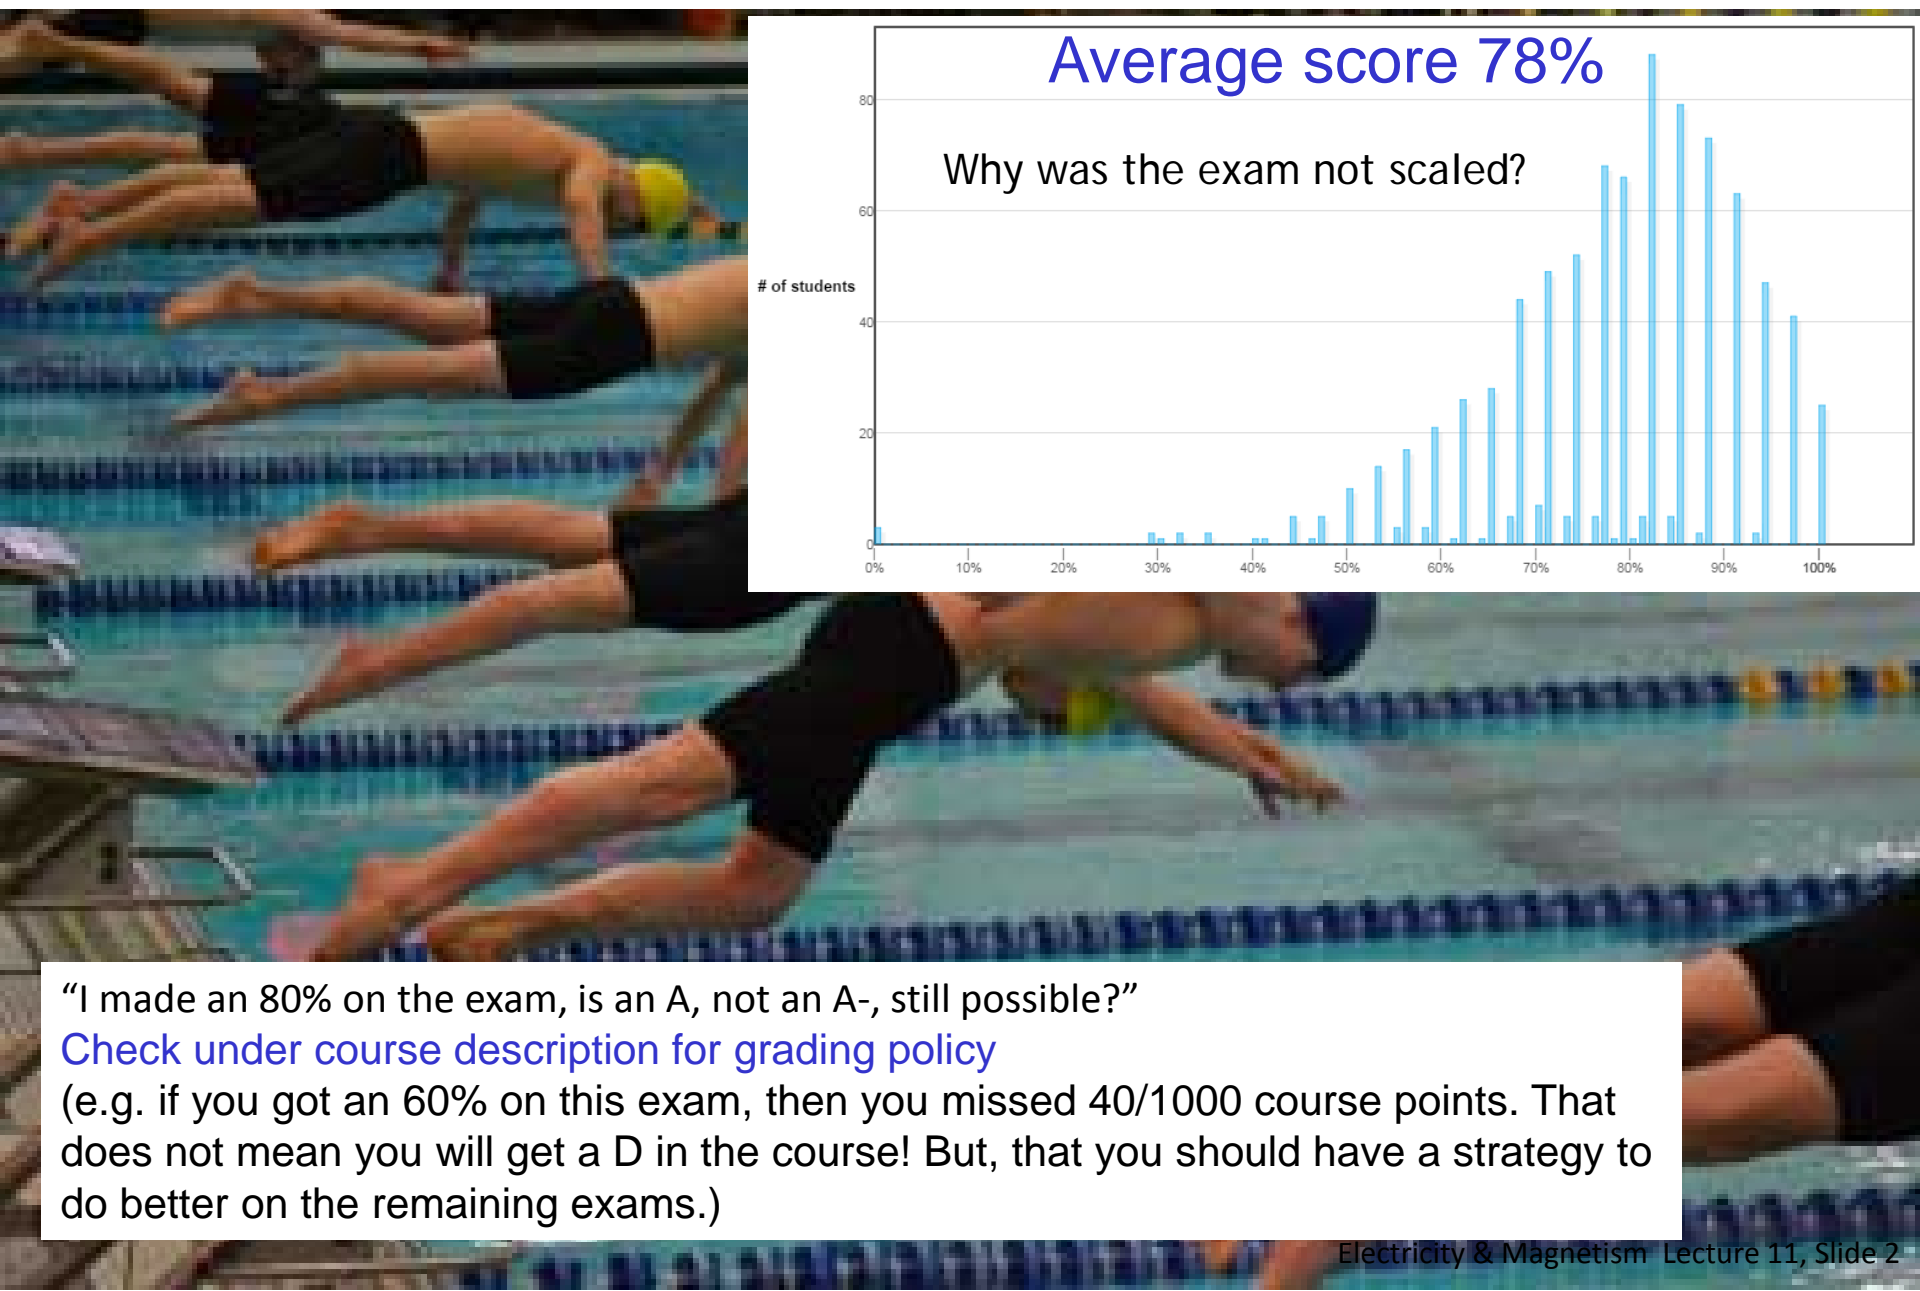 Average score 78%
Why was the exam not scaled?
# of students
80
60
40
20
0
0% 10% 20% 30% 40% 50% 60% 70% 80% 90% 100%
“I made an 80% on the exam, is an A, not an A-, still possible?”
Check under course description for grading policy
(e.g. if you got an 60% on this exam, then you missed 40/1000 course points. That
does not mean you will get a D in the course! But, that you should have a strategy to
do better on the remaining exams.)
Electricity & Magnetism Lecture 11, Slide 2